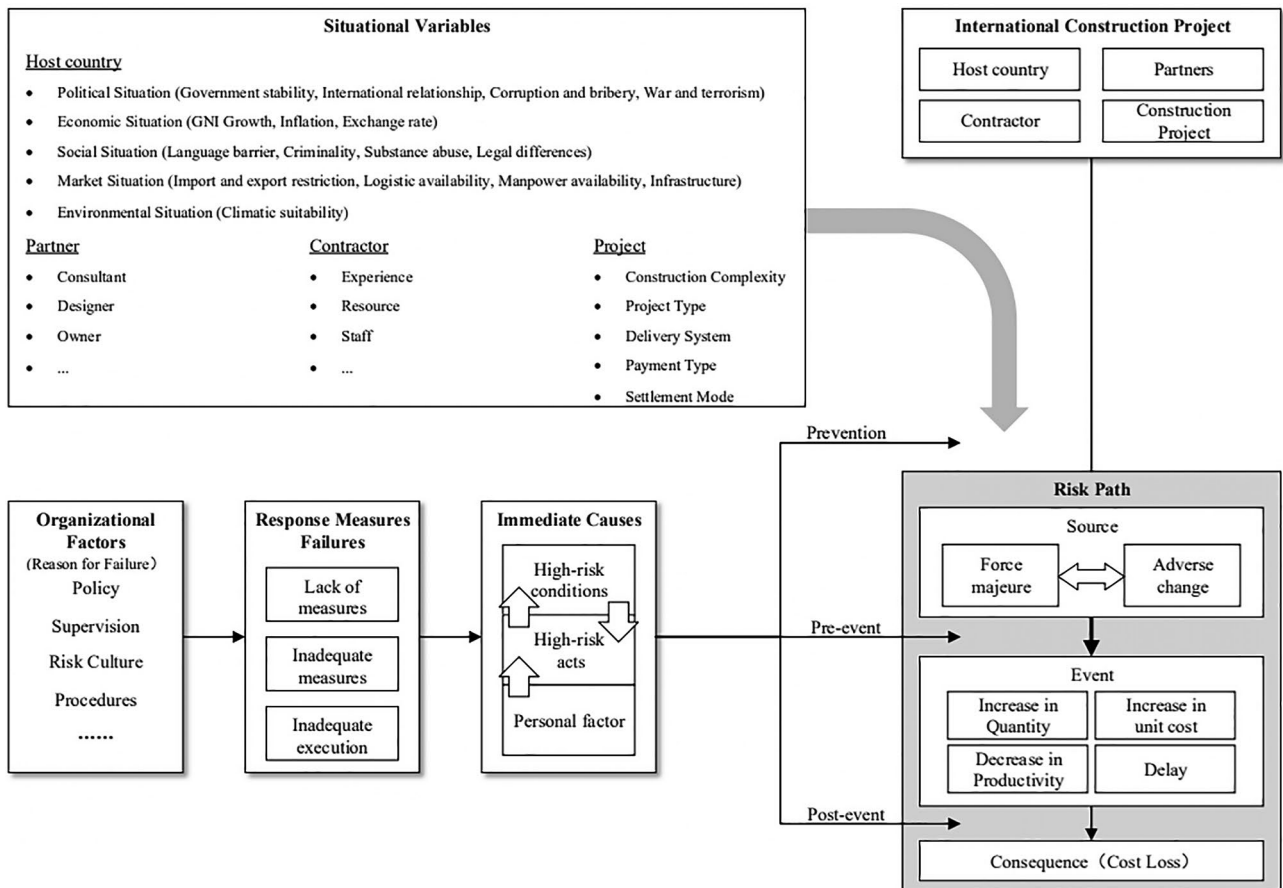 Situational Variables
Host country
• Political Situation (Government stability, International relationship, Corruption and bribery, War and terrorism)
• Economic Situation (GNI Growth, Inflation, Exchange rate)
• Social Situation (Language barrier, Criminality, Substance abuse, Legal differences)
• Market Situation (Import and export restriction, Logistic availability, Manpower availability, Infrastructure)
• Environmental Situation (Climatic suitability)
Partner
• Consultant
• Designer
• Owner
• ...
Contractor
• Experience
• Resource
• Staff
• ...
Project
• Construction Complexity
• Project Type
• Delivery System
• Payment Type
• Settlement Mode
International Construction Project
Host country
Partners
Contractor
Construction
Project
Organizational
Factors
(Reason for Failure）
Policy
Supervision
Risk Culture
Procedures
......
Response Measures
Failures
Lack of
measures
Inadequate
measures
Inadequate
execution
Immediate Causes
High-risk
conditions
High-risk
acts
Personal factor
Prevention
Pre-event
Post-event
Risk Path
Source
Force
majeure
Adverse
change
Event
Increase in
Quantity
Increase in
unit cost
Decrease in
Productivity
Delay
Consequence（Cost Loss）